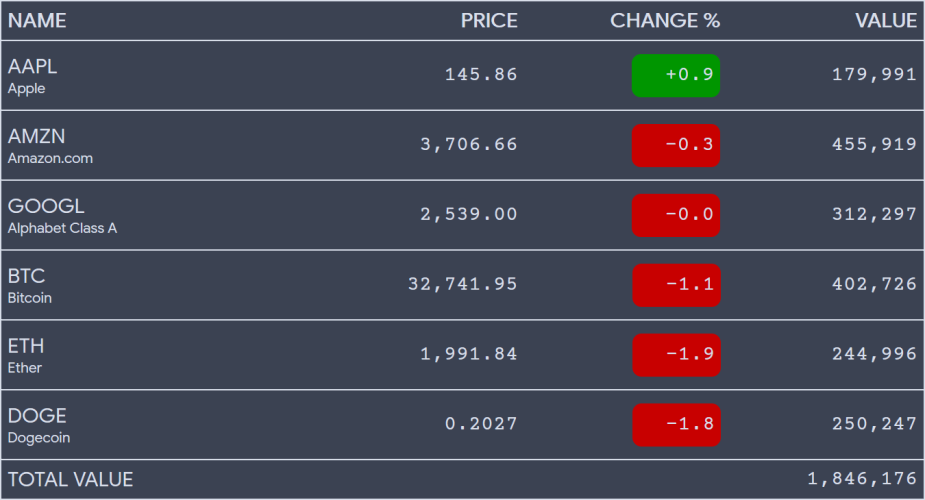 NAME PRICE CHANGE % VALUE
AAPL 145.86 +0.9 179,991
Apple
AMZN 3,706.66 -0.3 455,919
Amazon.com
GOOGL 2,539.00 -0.0 312,297
Alphabet Class A
BTC 32,741.95 -1.1 402,726
Bitcoin
ETH 1,991.84 -1.9 244,996
Ether
DOGE 0.2027 -1.8 250,247
Dogecoin
TOTAL VALUE 1,846,176